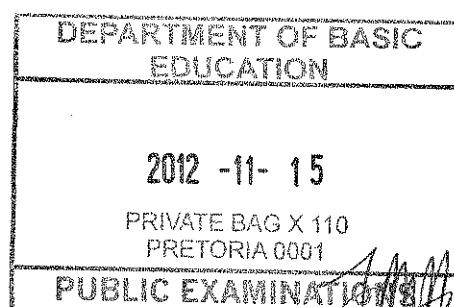 DEPARTMENT OF BASIC
EDUCATION
2012 -11- 15
PRIVATE BAG X 110
PRETORIA 0001
PUBLIC EXAMINATIONS